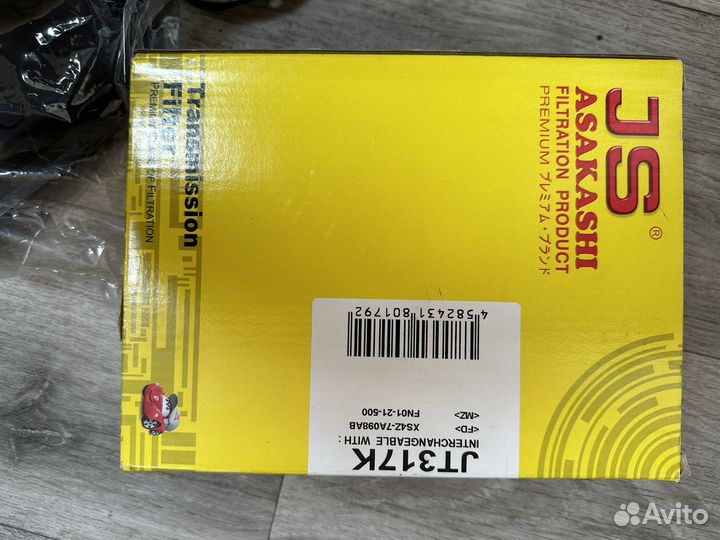 JS®
ASAKASHI
FILTRATION PRODUCT
PREMIUM プレミアム・ブランド
Transmission
Filter
OF FILTRATION
JT317K
INTERCHANGEABLE WITH :
<FD> XS4Z-7A098AB
<MZ> FN01-21-500
4 582431 801792
Avito